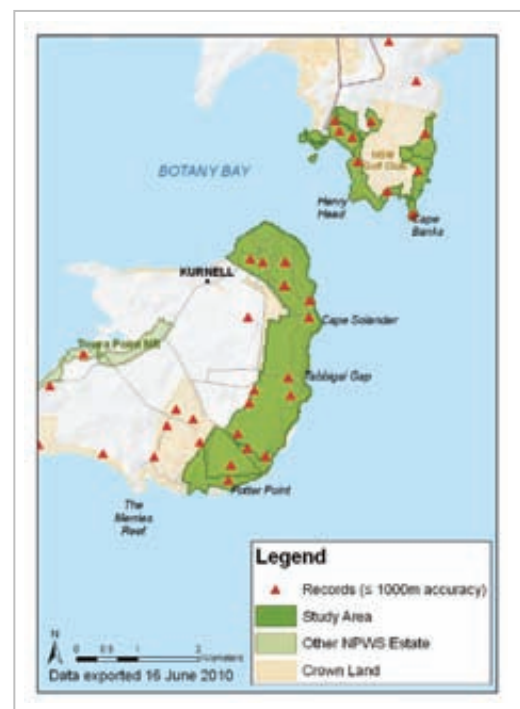 BOTANY BAY
NSW
Golf Club
Henry
Head
Cape
Banks
KURNELL
Cape Solander
Towra Point NR
Tabbigai Gap
Potter Point
The
Merries
Reef
Legend
Records (≤ 1000m accuracy)
Study Area
Other NPWS Estate
Crown Land
N
0 0.5 1 2
Kilometers
Data exported 16 June 2010